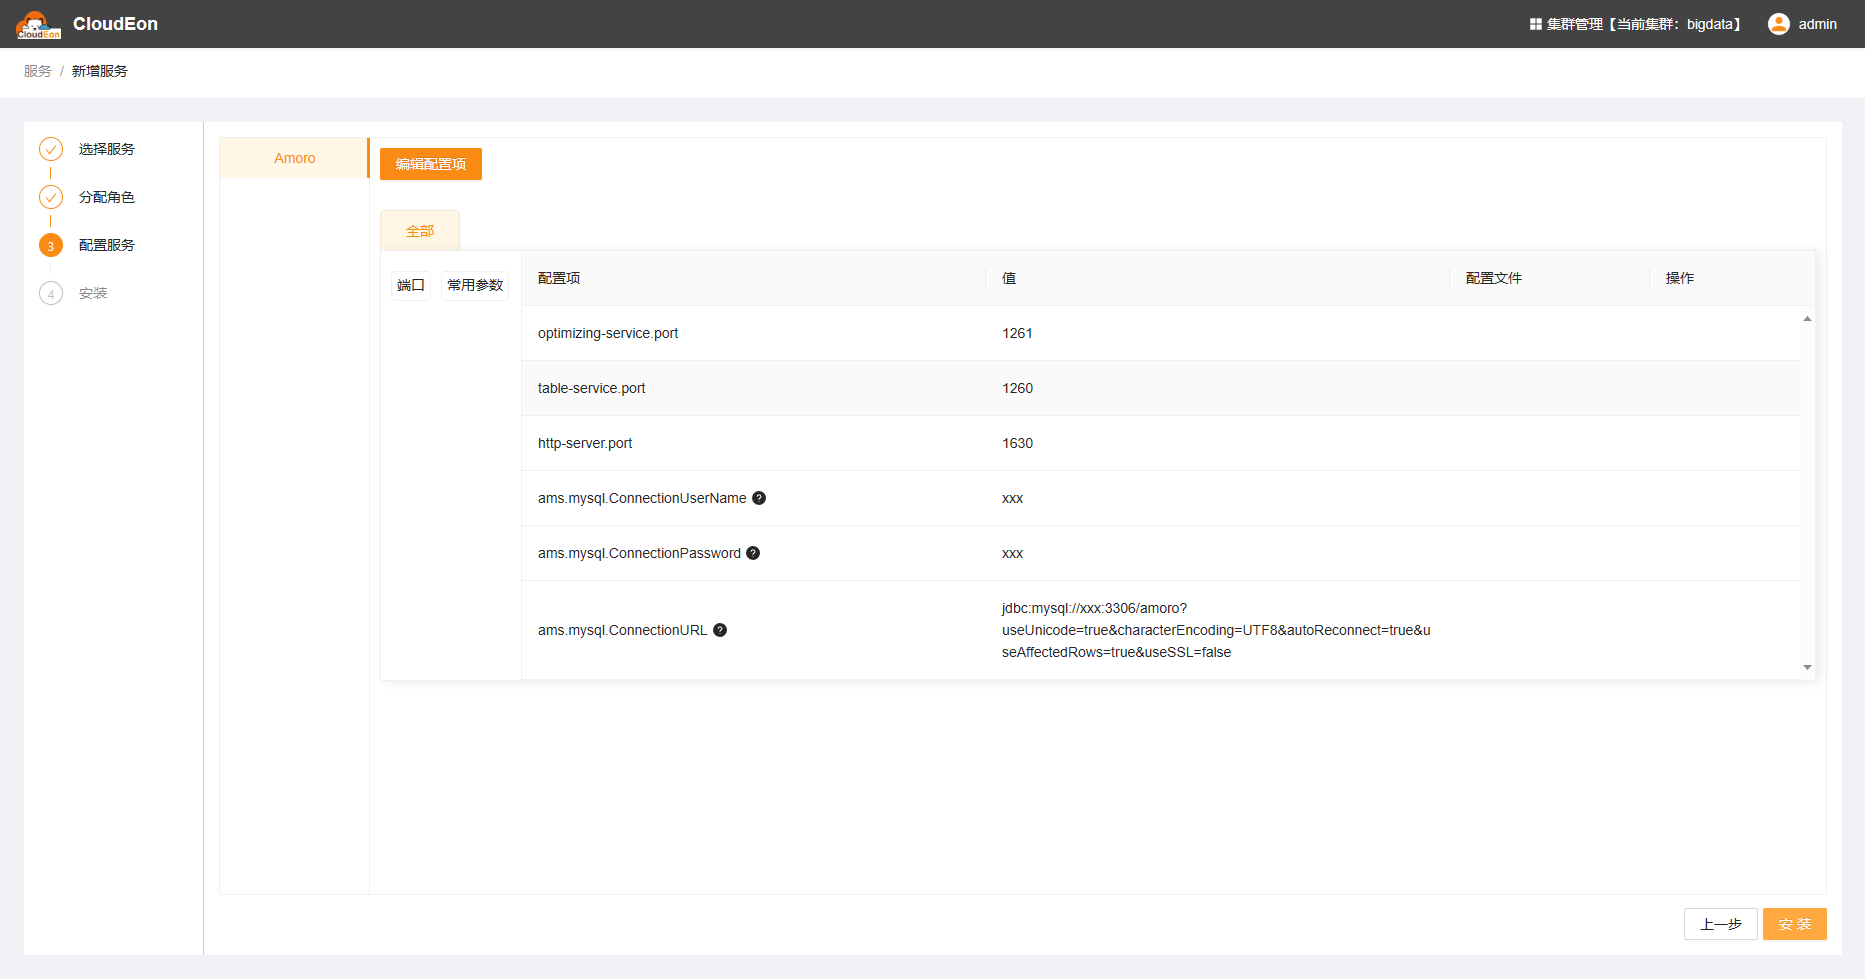 CloudEon
CloudEon
集群管理【当前集群：bigdata】
admin
服务 / 新增服务
选择服务
分配角色
3
配置服务
4
安装
Amoro
编辑配置项
全部
端口
常用参数
配置项
值
配置文件
操作
optimizing-service.port
1261
table-service.port
1260
http-server.port
1630
ams.mysql.ConnectionUserName ?
xxx
ams.mysql.ConnectionPassword ?
xxx
ams.mysql.ConnectionURL ?
jdbc:mysql://xxx:3306/amoro?
useUnicode=true&characterEncoding=UTF8&autoReconnect=true&u
seAffectedRows=true&useSSL=false
上一步
安 装